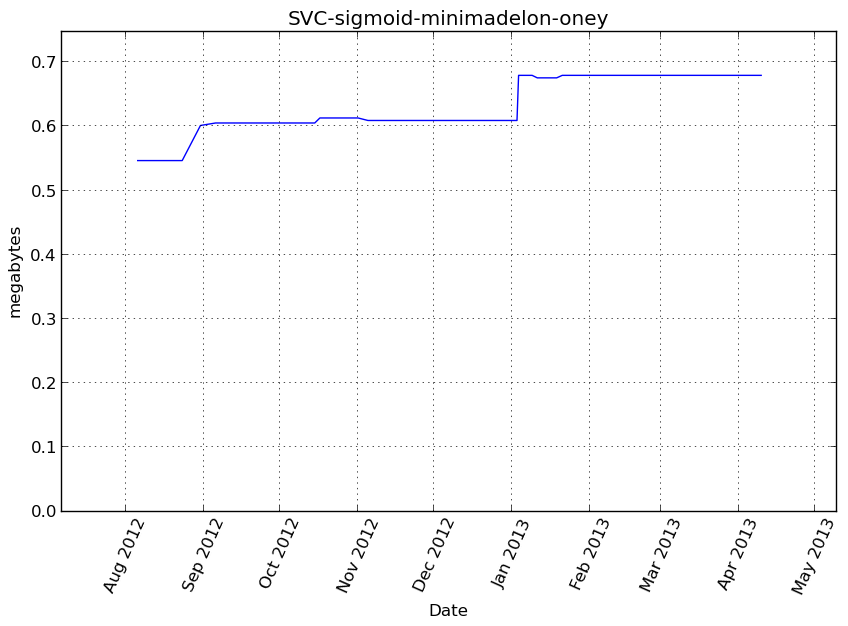 SVC-sigmoid-minimadelon-oney
megabytes
0.7
0.6
0.5
0.4
0.3
0.2
0.1
0.0
Aug 2012
Sep 2012
Oct 2012
Nov 2012
Dec 2012
Jan 2013
Feb 2013
Mar 2013
Apr 2013
May 2013
Date